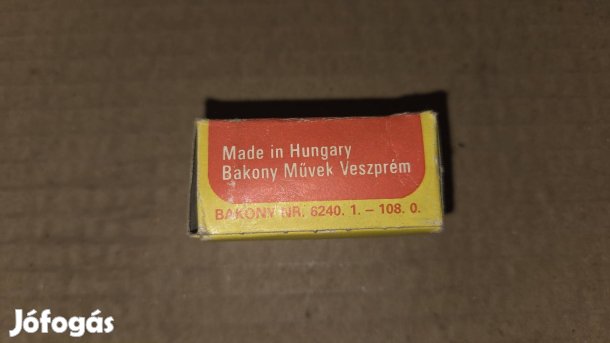 Made in Hungary
Bakony Művek Veszprém
BAKONY NR. 6240. 1. – 108. 0.
Jófogás